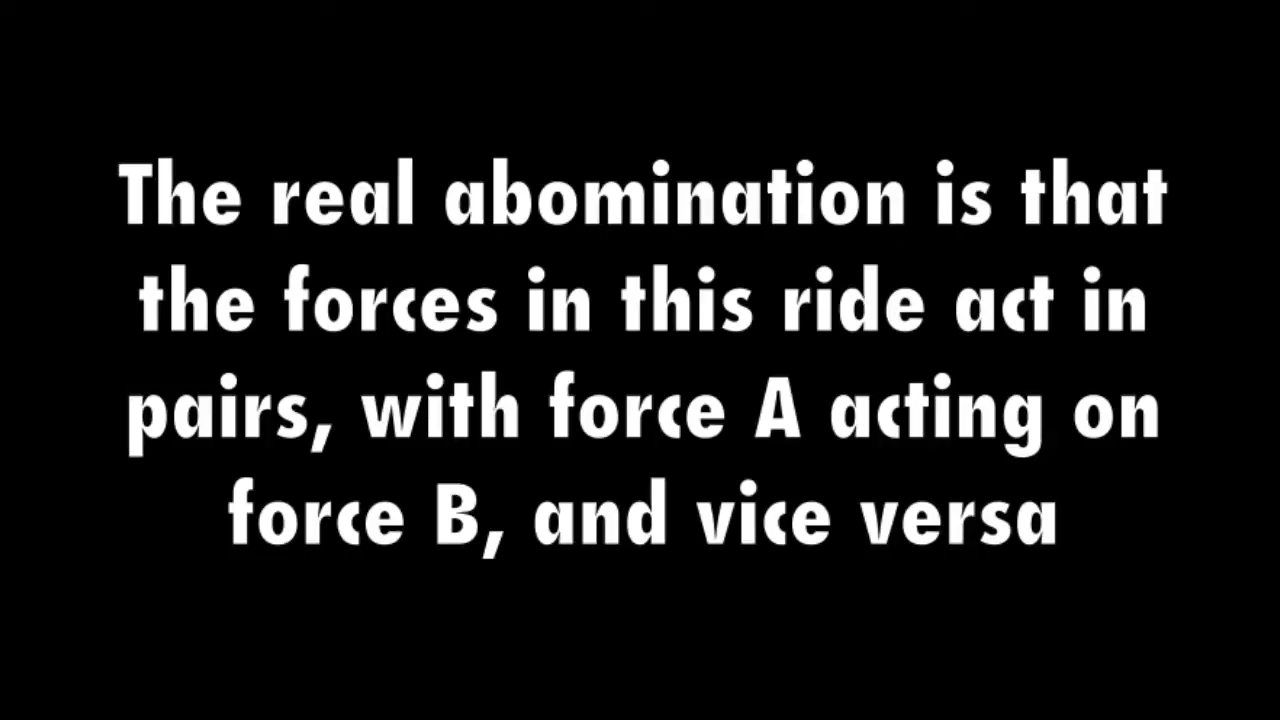 The real abomination is that
the forces in this ride act in
pairs, with force A acting on
force B, and vice versa